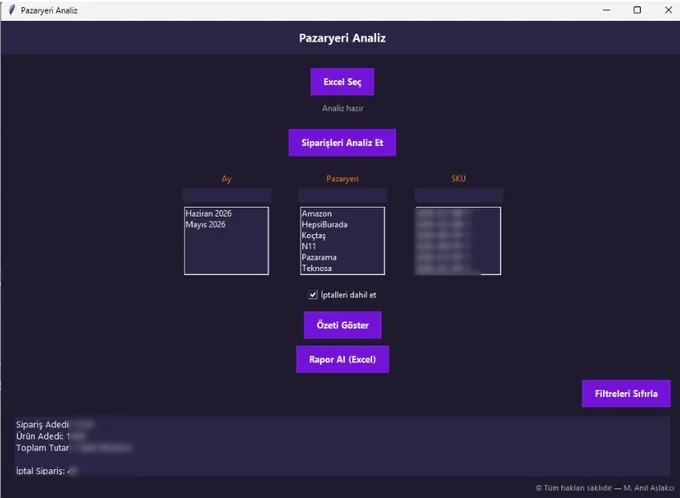 Pazaryeri Analiz
Pazaryeri Analiz
Excel Seç
Analiz hazır
Siparişleri Analiz Et
Ay Pazaryeri SKU
Haziran 2026
Mayıs 2026
Amazon
HepsiBurada
Koçtaş
N11
Pazarama
Teknosa
İptalleri dahil et
Özeti Göster
Rapor Al (Excel)
Filtreleri Sıfırla
Sipariş Adedi
Ürün Adedi: 1
Toplam Tutar
İptal Sipariş:
© Tüm hakları saklıdır — M. Anıl Aşlakcı